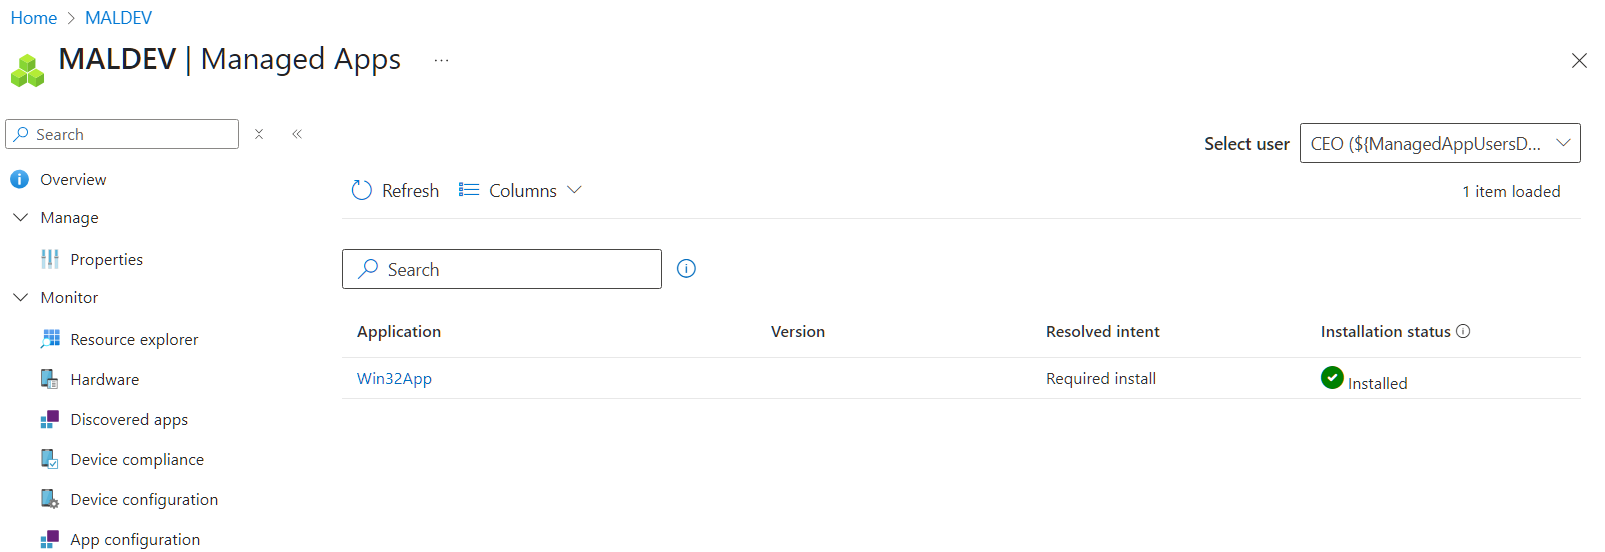 Home > MALDEV
MALDEV | Managed Apps ...
Search
Select user CEO (${ManagedAppUsersD...
Overview
Refresh Columns 1 item loaded
Manage
Properties
Search
Monitor
Application Version Resolved intent Installation status
Resource explorer
Win32App Required install Installed
Hardware
Discovered apps
Device compliance
Device configuration
App configuration